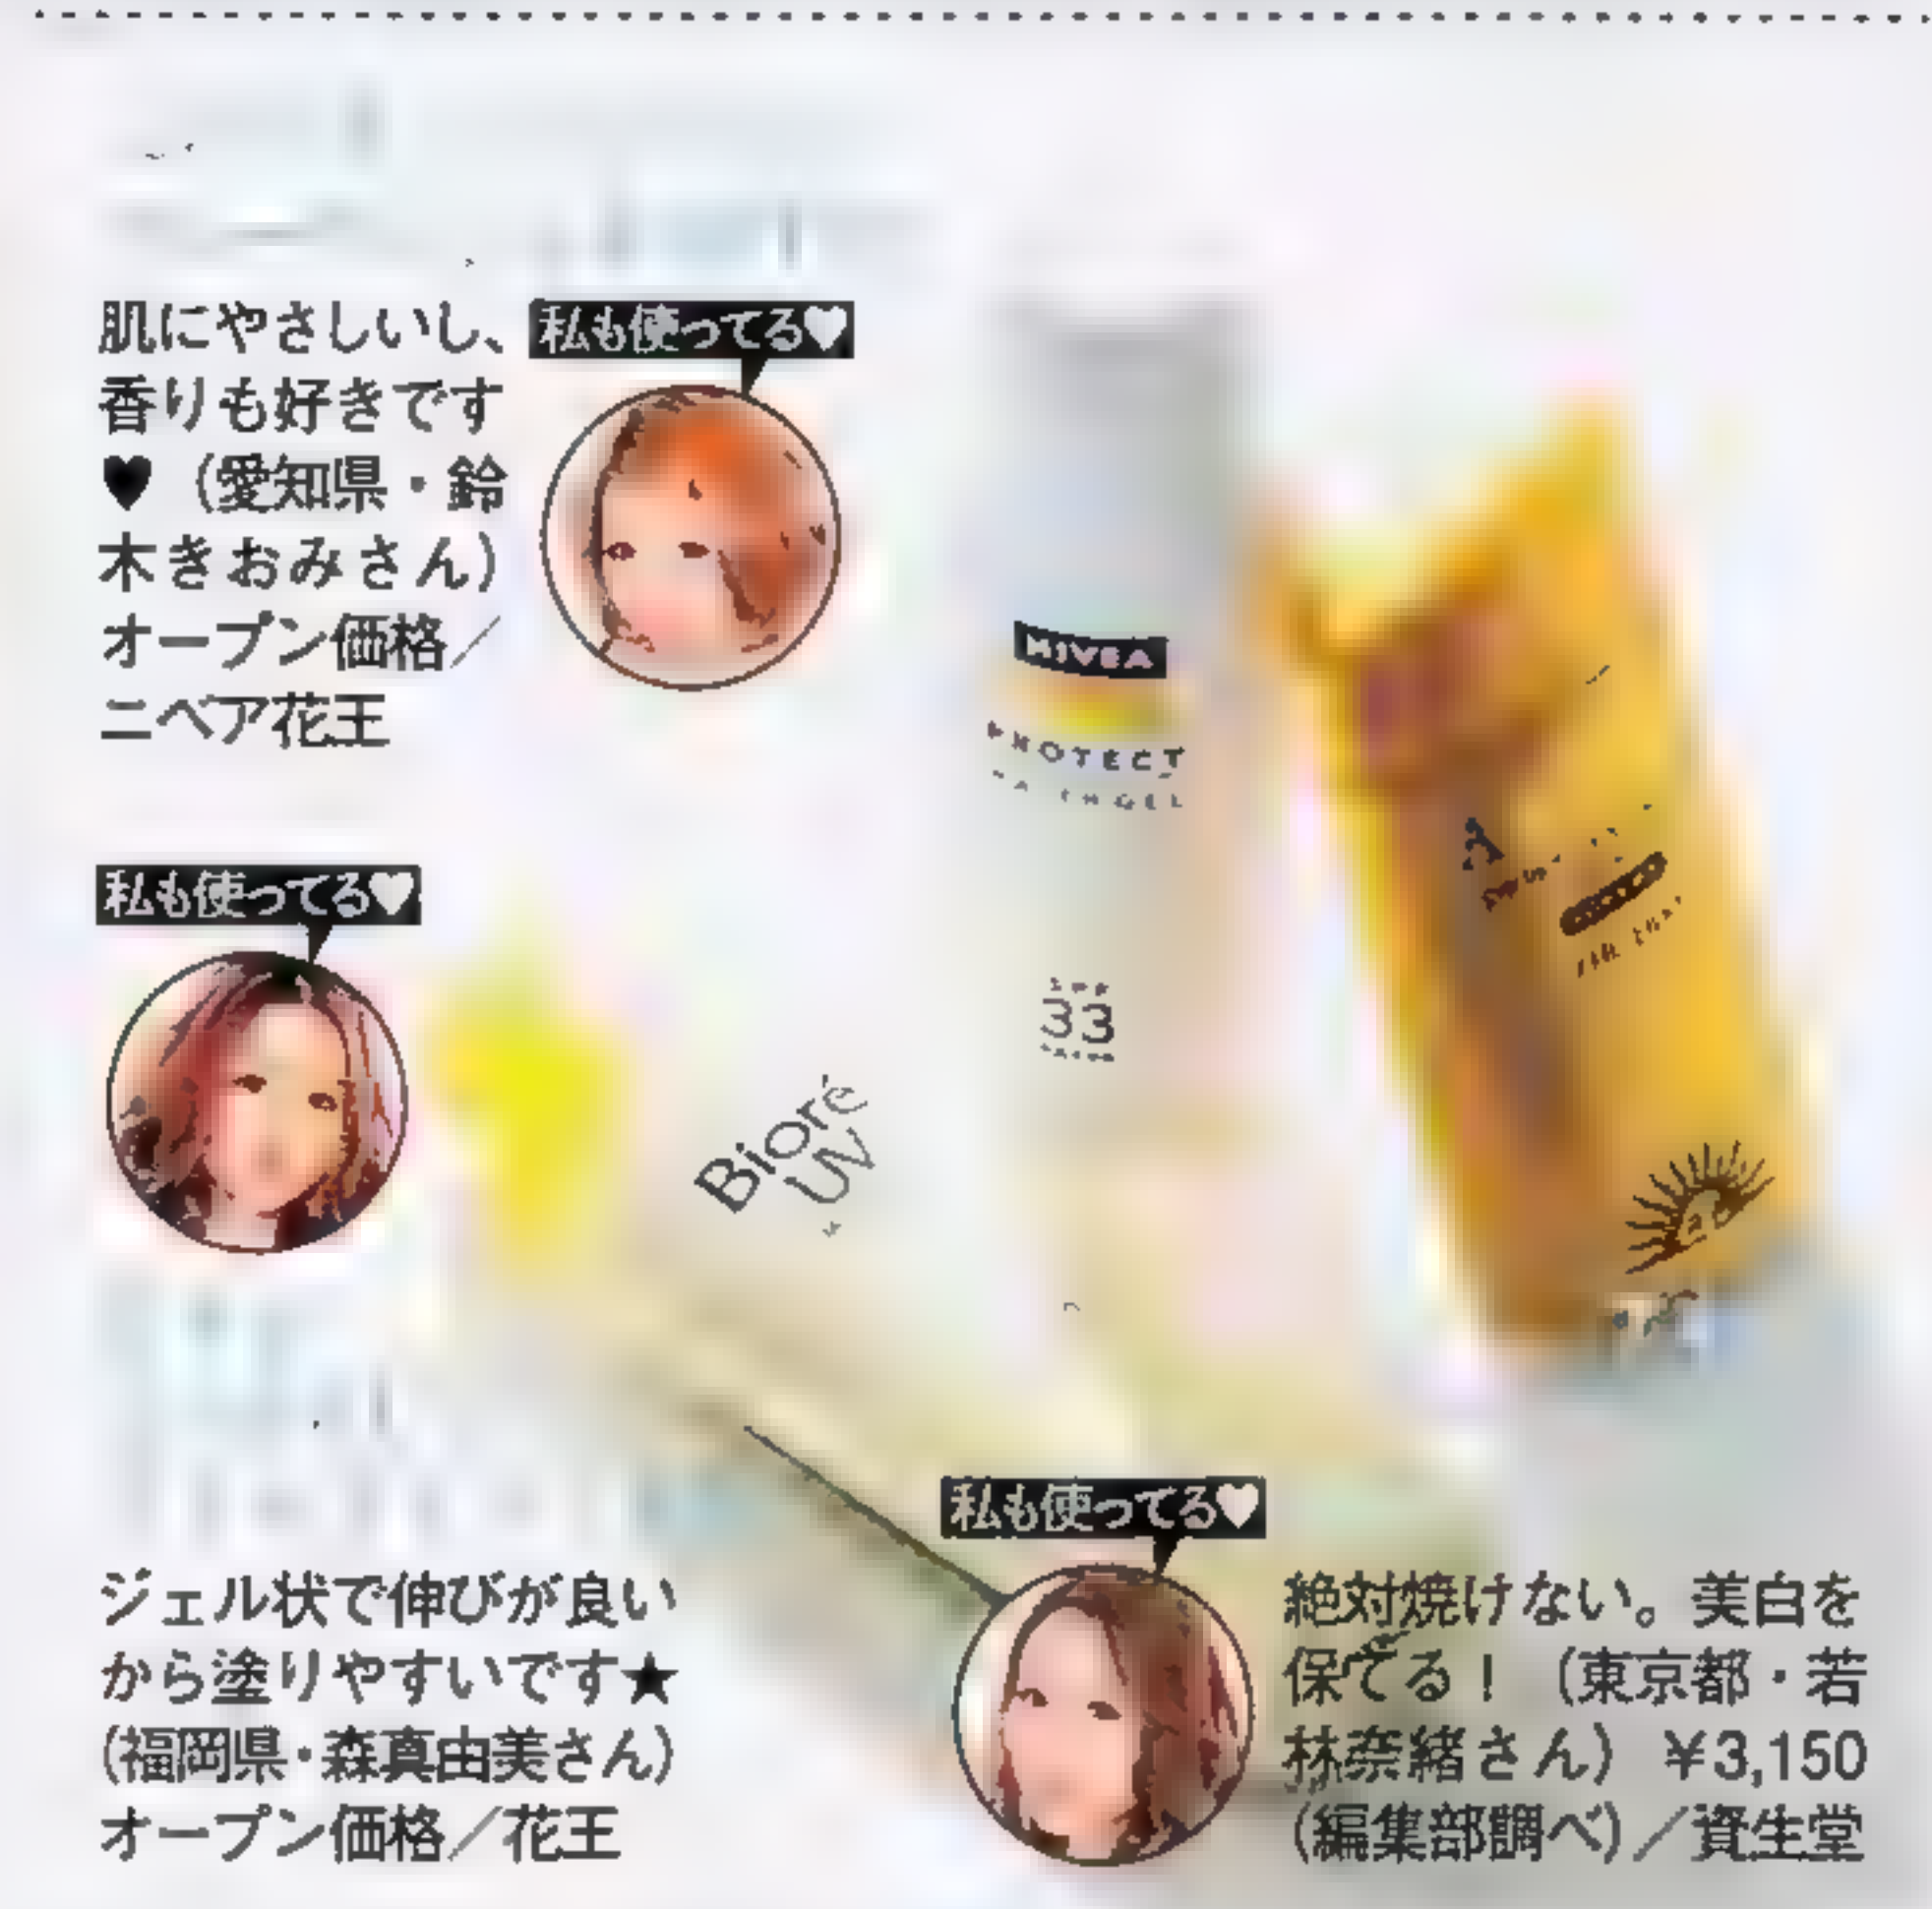 肌にやさしいし、
香りも好きです
♥（愛知県・鈴
木きおみさん）
オープン価格／
ニベア花王
私も使ってる♥
NIVEA
PROTECT
33
私も使ってる♥
Bioré
UV
ジェル状で伸びが良い
から塗りやすいです★
（福岡県・森真由美さん）
オープン価格／花王
私も使ってる♥
絶対焼けない。美白を
保てる！（東京都・若
林奈緒さん）￥3,150
（編集部調べ）／資生堂